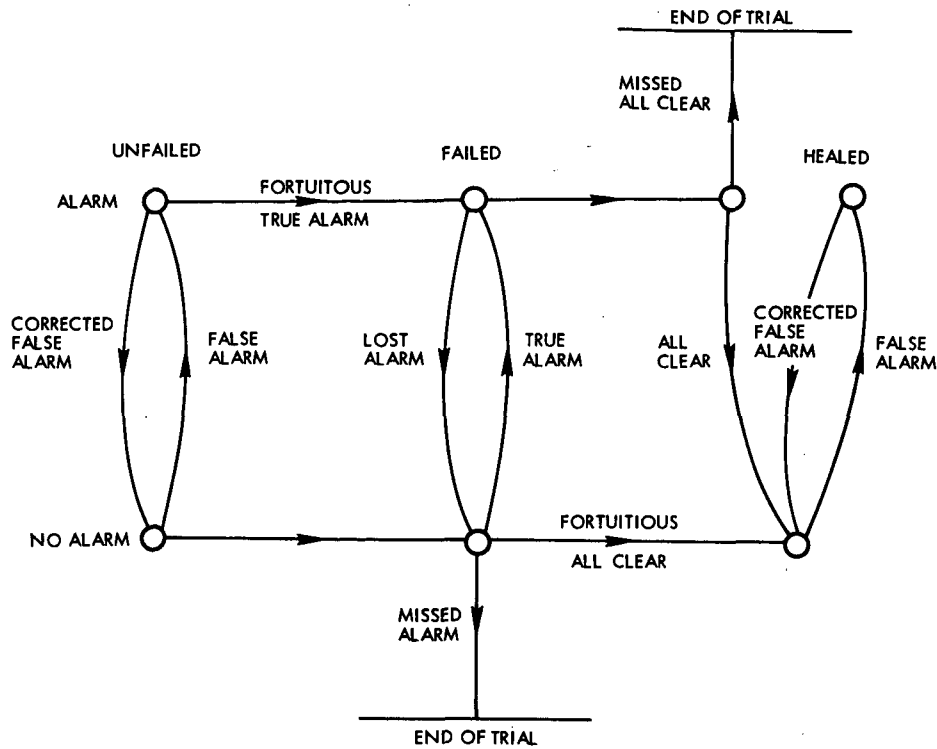 END OF TRIAL
MISSED
ALL CLEAR
UNFAILED
FAILED
HEALED
ALARM
FORTUITOUS
TRUE ALARM
CORRECTED
FALSE
ALARM
FALSE
ALARM
LOST
ALARM
TRUE
ALARM
ALL
CLEAR
CORRECTED
FALSE
ALARM
FALSE
ALARM
NO ALARM
FORTUITIOUS
ALL CLEAR
MISSED
ALARM
END OF TRIAL